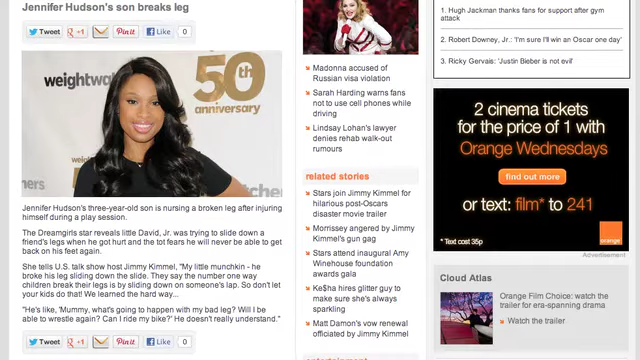 Jennifer Hudson's son breaks leg
Tweet +1 Mail Pin it Like 0
weightwa
50th
anniversary
weigh
tchers
ners
Jennifer Hudson's three-year-old son is nursing a broken leg after injuring
himself during a play session.
The Dreamgirls star reveals little David, Jr. was trying to slide down a
friend's legs when he got hurt and the tot fears he will never be able to get
back on his feet again.
She tells U.S. talk show host Jimmy Kimmel, "My little munchkin - he
broke his leg sliding down the slide. They say the number one way
children break their legs is by sliding down on someone's lap. So don't let
your kids do that! We learned the hard way...
"He's like, 'Mummy, what's going to happen with my bad leg? Will I be
able to wrestle again? Can I ride my bike?' He doesn't really understand."
Tweet +1 Mail Pin it Like 0
Madonna accused of
Russian visa violation
Sarah Harding warns fans
not to use cell phones while
driving
Lindsay Lohan's lawyer
denies rehab walk-out
rumours
related stories
Stars join Jimmy Kimmel for
hilarious post-Oscars
disaster movie trailer
Morrissey angered by Jimmy
Kimmel's gun gag
Stars attend inaugural Amy
Winehouse foundation
awards gala
Ke$ha hires glitter guy to
make sure she's always
sparkling
Matt Damon's vow renewal
officiated by Jimmy Kimmel
entertainment
1. Hugh Jackman thanks fans for support after gym
attack
2. Robert Downey, Jr.: 'I'm sure I'll win an Oscar one day'
3. Ricky Gervais: 'Justin Bieber is not evil'
2 cinema tickets
for the price of 1 with
Orange Wednesdays
find out more
or text: film* to 241
* Text cost 35p
orange
Advertisement
Cloud Atlas
Orange Film Choice: watch the
trailer for era-spanning drama
Watch the trailer